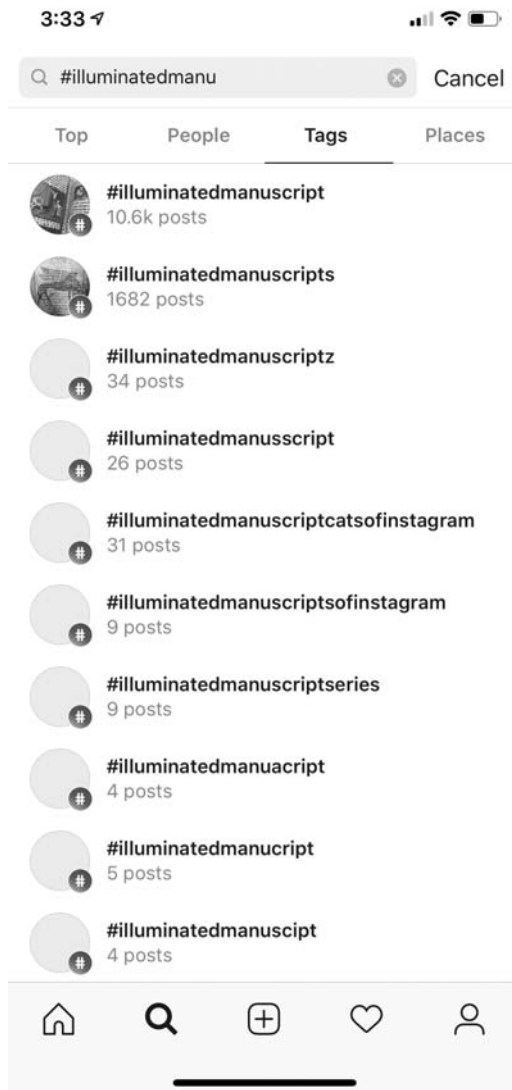 3:33
#illuminatedmanu
Cancel
Top People Tags Places
#illuminatedmanuscript
10.6k posts
#illuminatedmanuscripts
1682 posts
#illuminatedmanuscriptz
34 posts
#illuminatedmanusscript
26 posts
#illuminatedmanuscriptcatsofinstagram
31 posts
#illuminatedmanuscriptsofinstagram
9 posts
#illuminatedmanuscriptseries
9 posts
#illuminatedmanuacript
4 posts
#illuminatedmanucript
5 posts
#illuminatedmanuscipt
4 posts